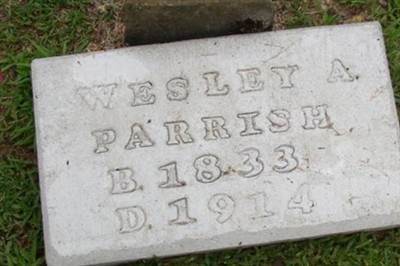 WESLEY A.
PARRISH
B. 1833
D. 1914